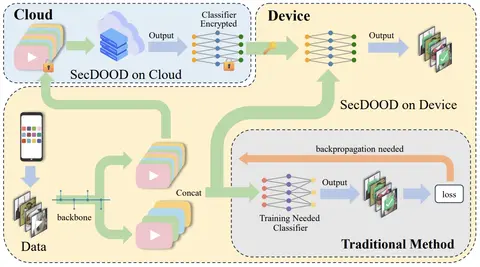 Cloud
Classifier
Encrypted
Device
Output
Output
SecDOOD on Cloud
SecDOOD on Device
backpropagation needed
Concat
backbone
Output
loss
Training Needed
Classifier
Data
Traditional Method